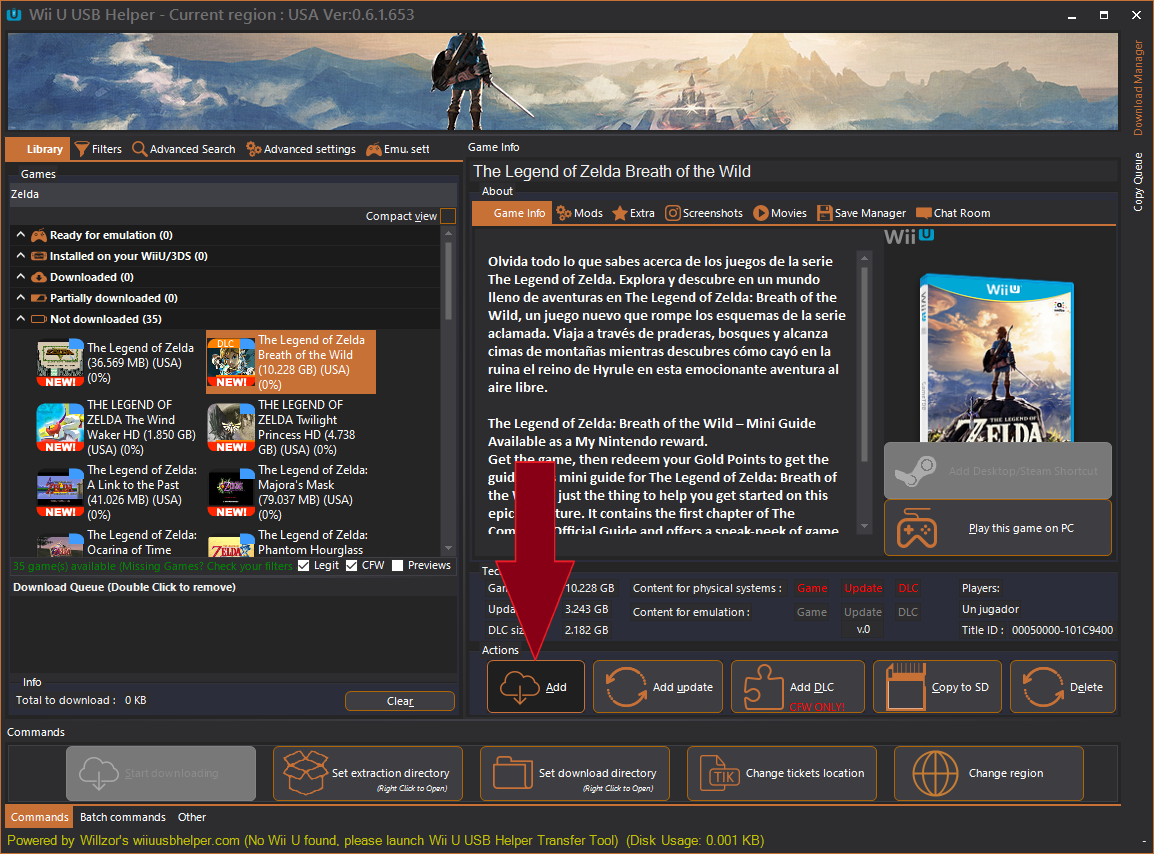 Wii U USB Helper - Current region : USA Ver:0.6.1.653
Download Manager
Copy Queue
Library
Filters
Advanced Search
Advanced settings
Emu. sett
Games
Zelda
Compact view
Ready for emulation (0)
Installed on your WiiU/3DS (0)
Downloaded (0)
Partially downloaded (0)
Not downloaded (35)
NEW!
The Legend of Zelda
(36.569 MB) (USA)
(0%)
DLC
NEW!
The Legend of Zelda
Breath of the Wild
(10.228 GB) (USA)
(0%)
NEW!
THE LEGEND OF
ZELDA The Wind
Waker HD (1.850 GB)
(USA) (0%)
NEW!
THE LEGEND OF
ZELDA Twilight
Princess HD (4.738
GB) (USA) (0%)
NEW!
The Legend of Zelda:
A Link to the Past
(41.026 MB) (USA)
(0%)
NEW!
The Legend of Zelda:
Majora's Mask
(79.037 MB) (USA)
(0%)
The Legend of Zelda:
Ocarina of Time
ZELDA
The Legend of Zelda:
Phantom Hourglass
35 game(s) available (Missing Games? Check your filters
Legit
CFW
Previews
Download Queue (Double Click to remove)
Info
Total to download : 0 KB
Clear
Game Info
The Legend of Zelda Breath of the Wild
About
Game Info
Mods
Extra
Screenshots
Movies
Save Manager
Chat Room
Olvida todo lo que sabes acerca de los juegos de la serie
The Legend of Zelda. Explora y descubre en un mundo
lleno de aventuras en The Legend of Zelda: Breath of the
Wild, un juego nuevo que rompe los esquemas de la serie
aclamada. Viaja a través de praderas, bosques y alcanza
cimas de montañas mientras descubres cómo cayó en la
ruina el reino de Hyrule en esta emocionante aventura al
aire libre.
The Legend of Zelda: Breath of the Wild – Mini Guide
Available as a My Nintendo reward.
Get the game, then redeem your Gold Points to get the
mini guide for The Legend of Zelda: Breath of
the just the thing to help you get started on this
epic It contains the first chapter of The
Official Guide and offers a sneak-peek of game
Wii U
Wii U
THE LEGEND OF
ZELDA
Add Desktop/Steam Shortcut
Play this game on PC
10.228 GB
3.243 GB
DLC
2.182 GB
Content for physical systems : Game Update DLC
Content for emulation : Game Update DLC
v.0
Players:
Un jugador
Title ID : 00050000-101C9400
Actions
Add
Add update
Add DLC
CFW ONLY!
Copy to SD
Delete
Commands
Start downloading
Set extraction directory
(Right Click to Open)
Set download directory
(Right Click to Open)
TIK
Change tickets location
Change region
Commands
Batch commands
Other
Powered by Willzor's wiiuusbhelper.com (No Wii U found, please launch Wii U USB Helper Transfer Tool) (Disk Usage: 0.001 KB)